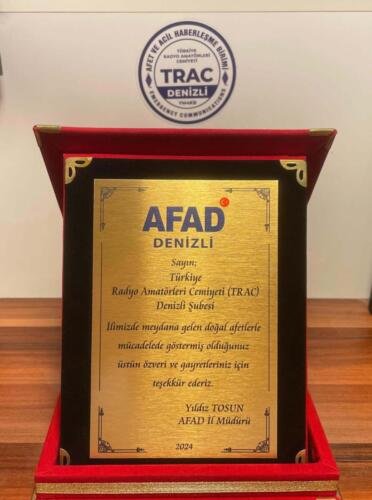 AFET VE ACİL HABERLEŞME BİRİMİ
TÜRKİYE
RADYO AMATÖRLERİ
CEMİYETİ
TRAC
DENİZLİ
YM4KB
EMERGENCY COMMUNICATIONS
AFAD
DENİZLİ
Sayın;
Türkiye
Radyo Amatörleri Cemiyeti (TRAC)
Denizli Şubesi
İlimizde meydana gelen doğal afetlerle
mücadelede göstermiş olduğunuz
üstün özveri ve gayretleriniz için
teşekkür ederiz.
Yıldız TOSUN
AFAD İl Müdürü
2024